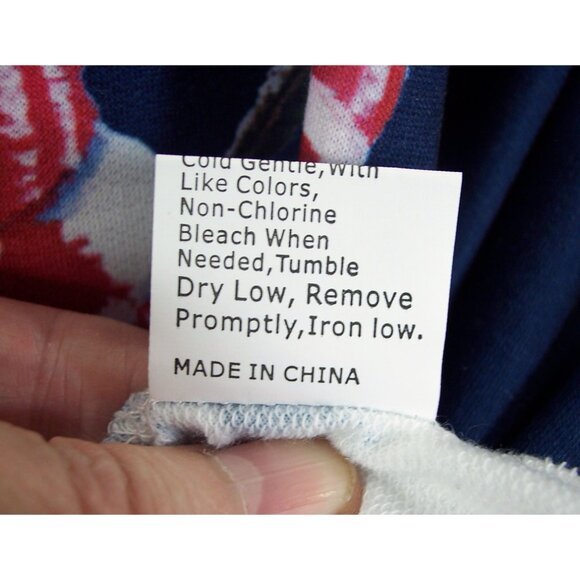 Cold Gentle,With
Like Colors,
Non-Chlorine
Bleach When
Needed,Tumble
Dry Low, Remove
Promptly,Iron low.
MADE IN CHINA